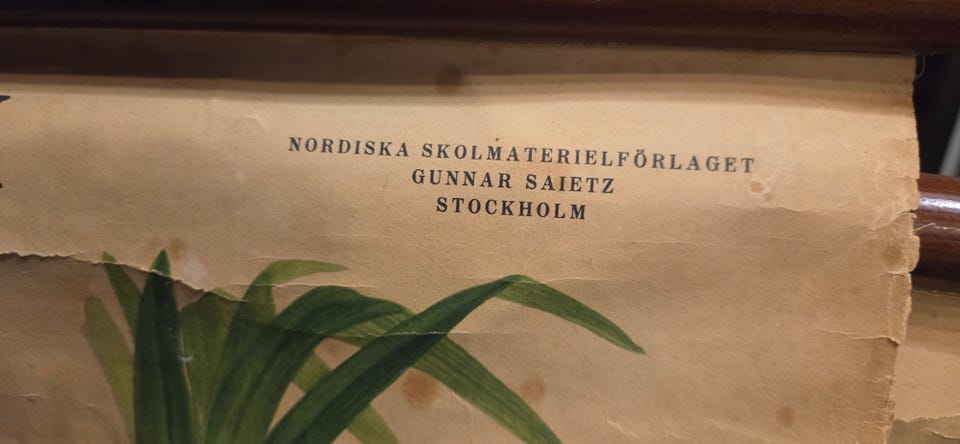 NORDISKA SKOLMATERIELFÖRLAGET
GUNNAR SAIETZ
STOCKHOLM